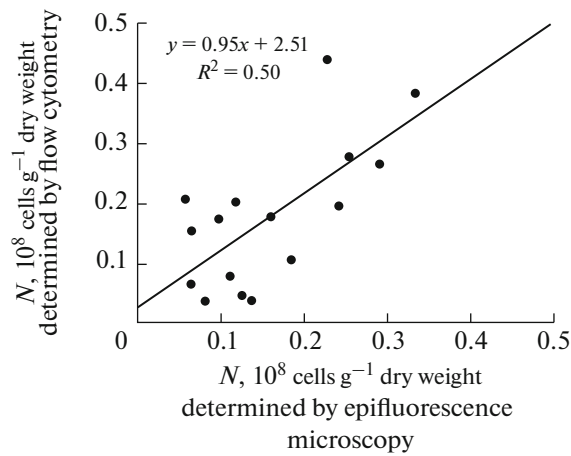 0.5
0.4
0.3
0.2
0.1
y = 0.95x + 2.51
R² = 0.50
N, 10⁸ cells g⁻¹ dry weight
determined by flow cytometry
0 0.1 0.2 0.3 0.4 0.5
N, 10⁸ cells g⁻¹ dry weight
determined by epifluorescence
microscopy